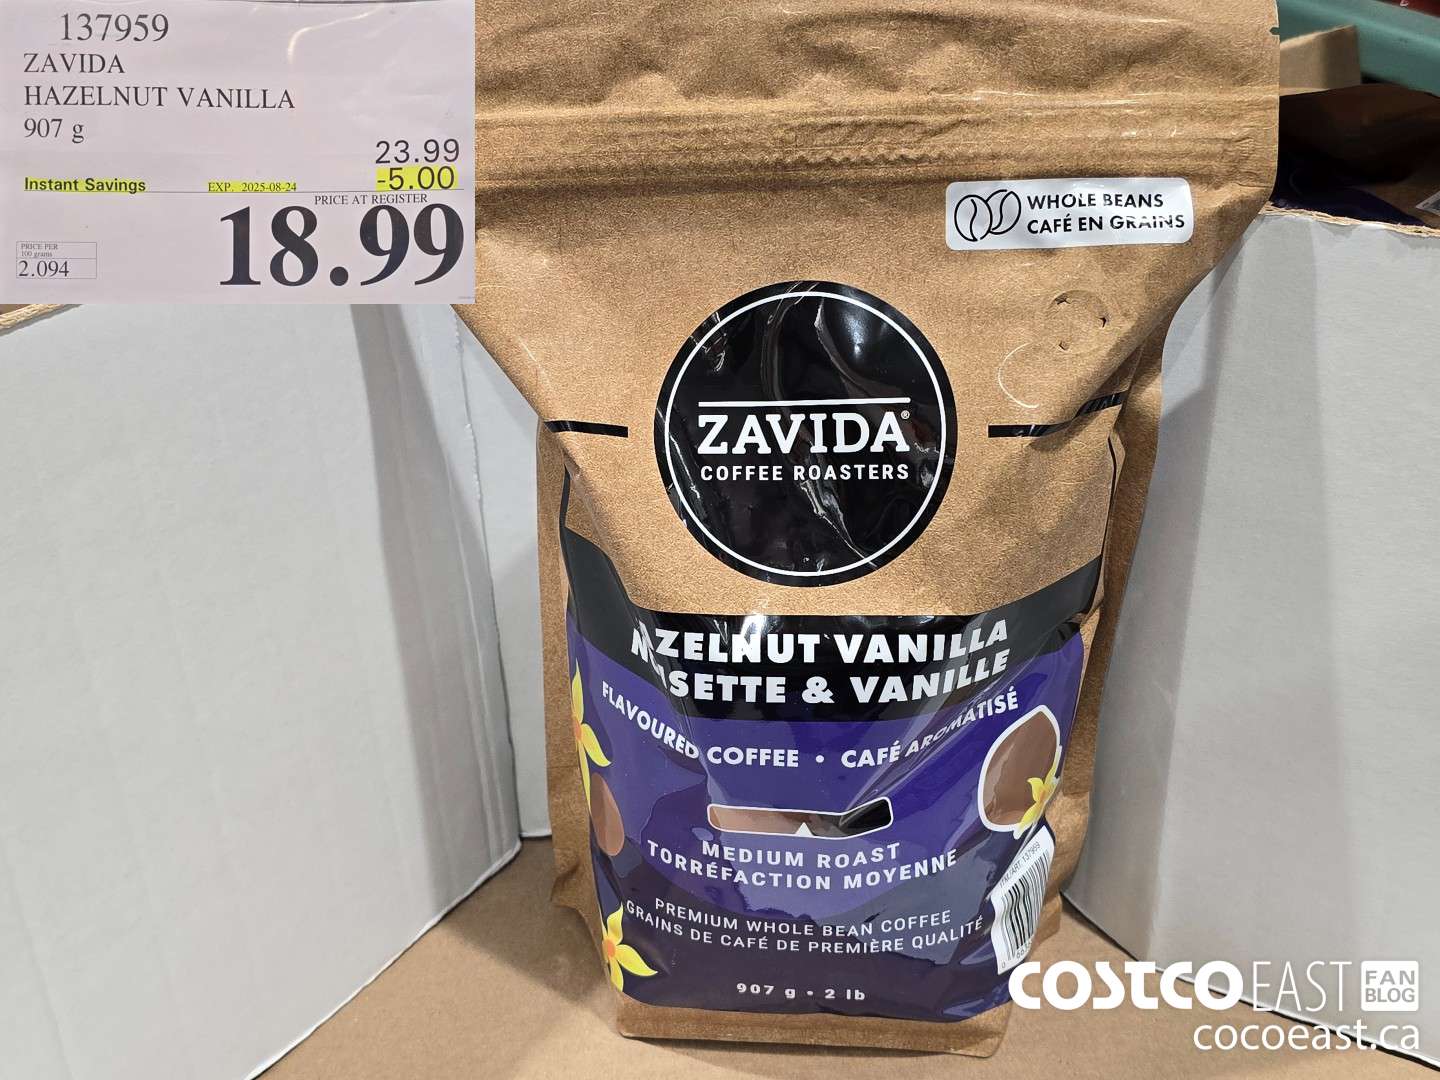 137959
ZAVIDA
HAZELNUT VANILLA
907 g
23.99
Instant Savings EXP. 2025-08-24 -5.00
PRICE AT REGISTER
18.99
PRICE PER
100 grams
2.094
WHOLE BEANS
CAFÉ EN GRAINS
ZAVIDA®
COFFEE ROASTERS
VANILLA
& VANILLE
FLAVOURED COFFEE • CAFÉ AROMATISÉ
MEDIUM ROAST
TORRÉFACTION MOYENNE
PREMIUM WHOLE BEAN COFFEE
GRAINS DE CAFÉ DE PREMIÈRE QUALITÉ
907 g • 2 lb
ITM./ART. 137959
COSTCO EAST FAN BLOG
cocoeast.ca